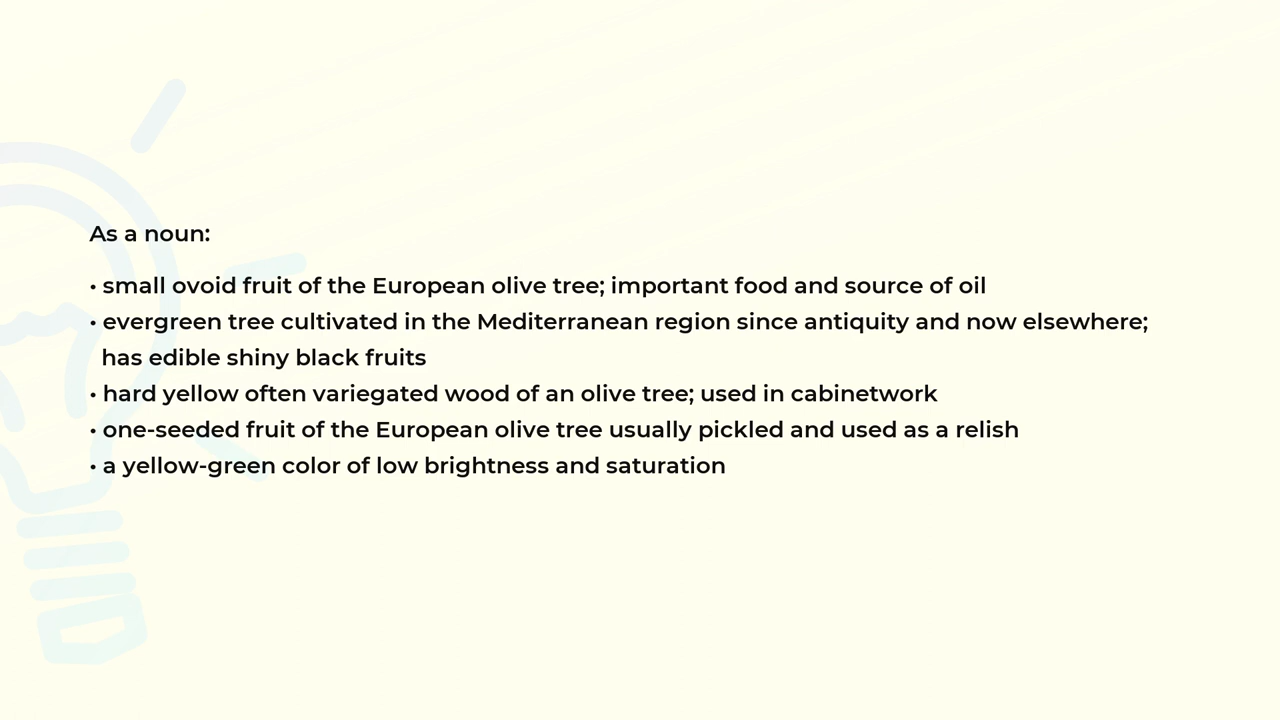 As a noun:
• small ovoid fruit of the European olive tree; important food and source of oil
• evergreen tree cultivated in the Mediterranean region since antiquity and now elsewhere;
has edible shiny black fruits
• hard yellow often variegated wood of an olive tree; used in cabinetwork
• one-seeded fruit of the European olive tree usually pickled and used as a relish
• a yellow-green color of low brightness and saturation